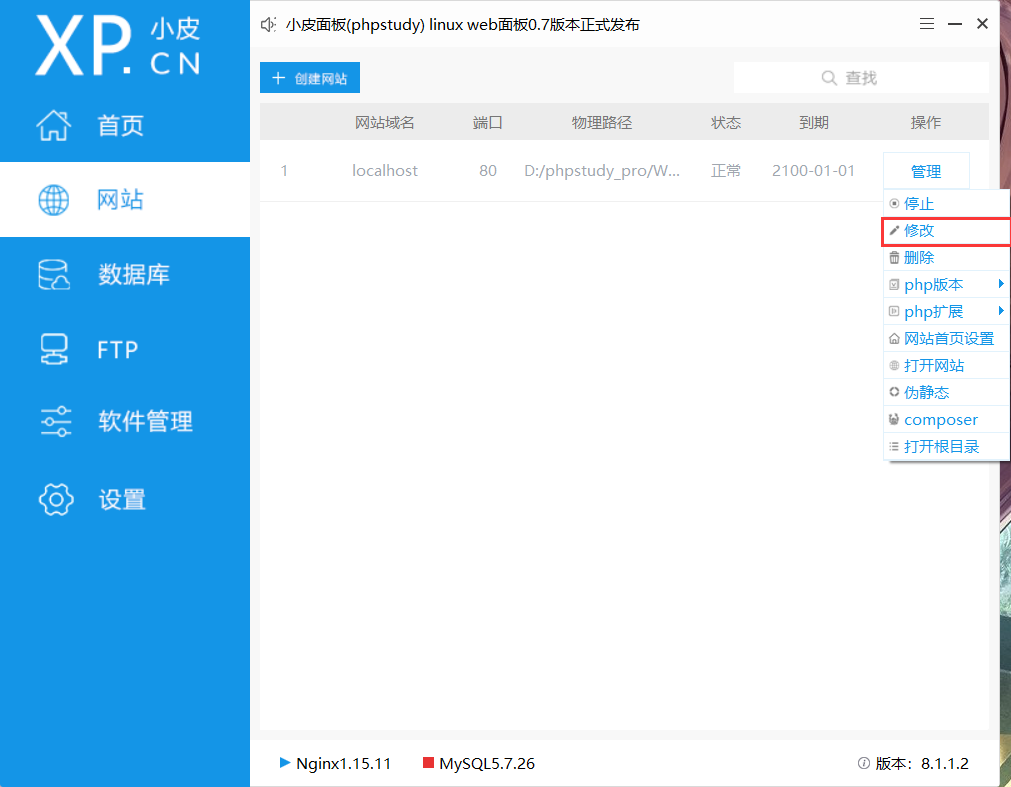 XP. 小皮 CN
小皮面板(phpstudy) linux web面板0.7版本正式发布
首页
网站
数据库
FTP
软件管理
设置
创建网站
查找
网站域名 端口 物理路径 状态 到期 操作
1 localhost 80 D:/phpstudy_pro/W... 正常 2100-01-01 管理
停止
修改
删除
php版本
php扩展
网站首页设置
打开网站
伪静态
composer
打开根目录
Nginx1.15.11 MySQL5.7.26 版本：8.1.1.2